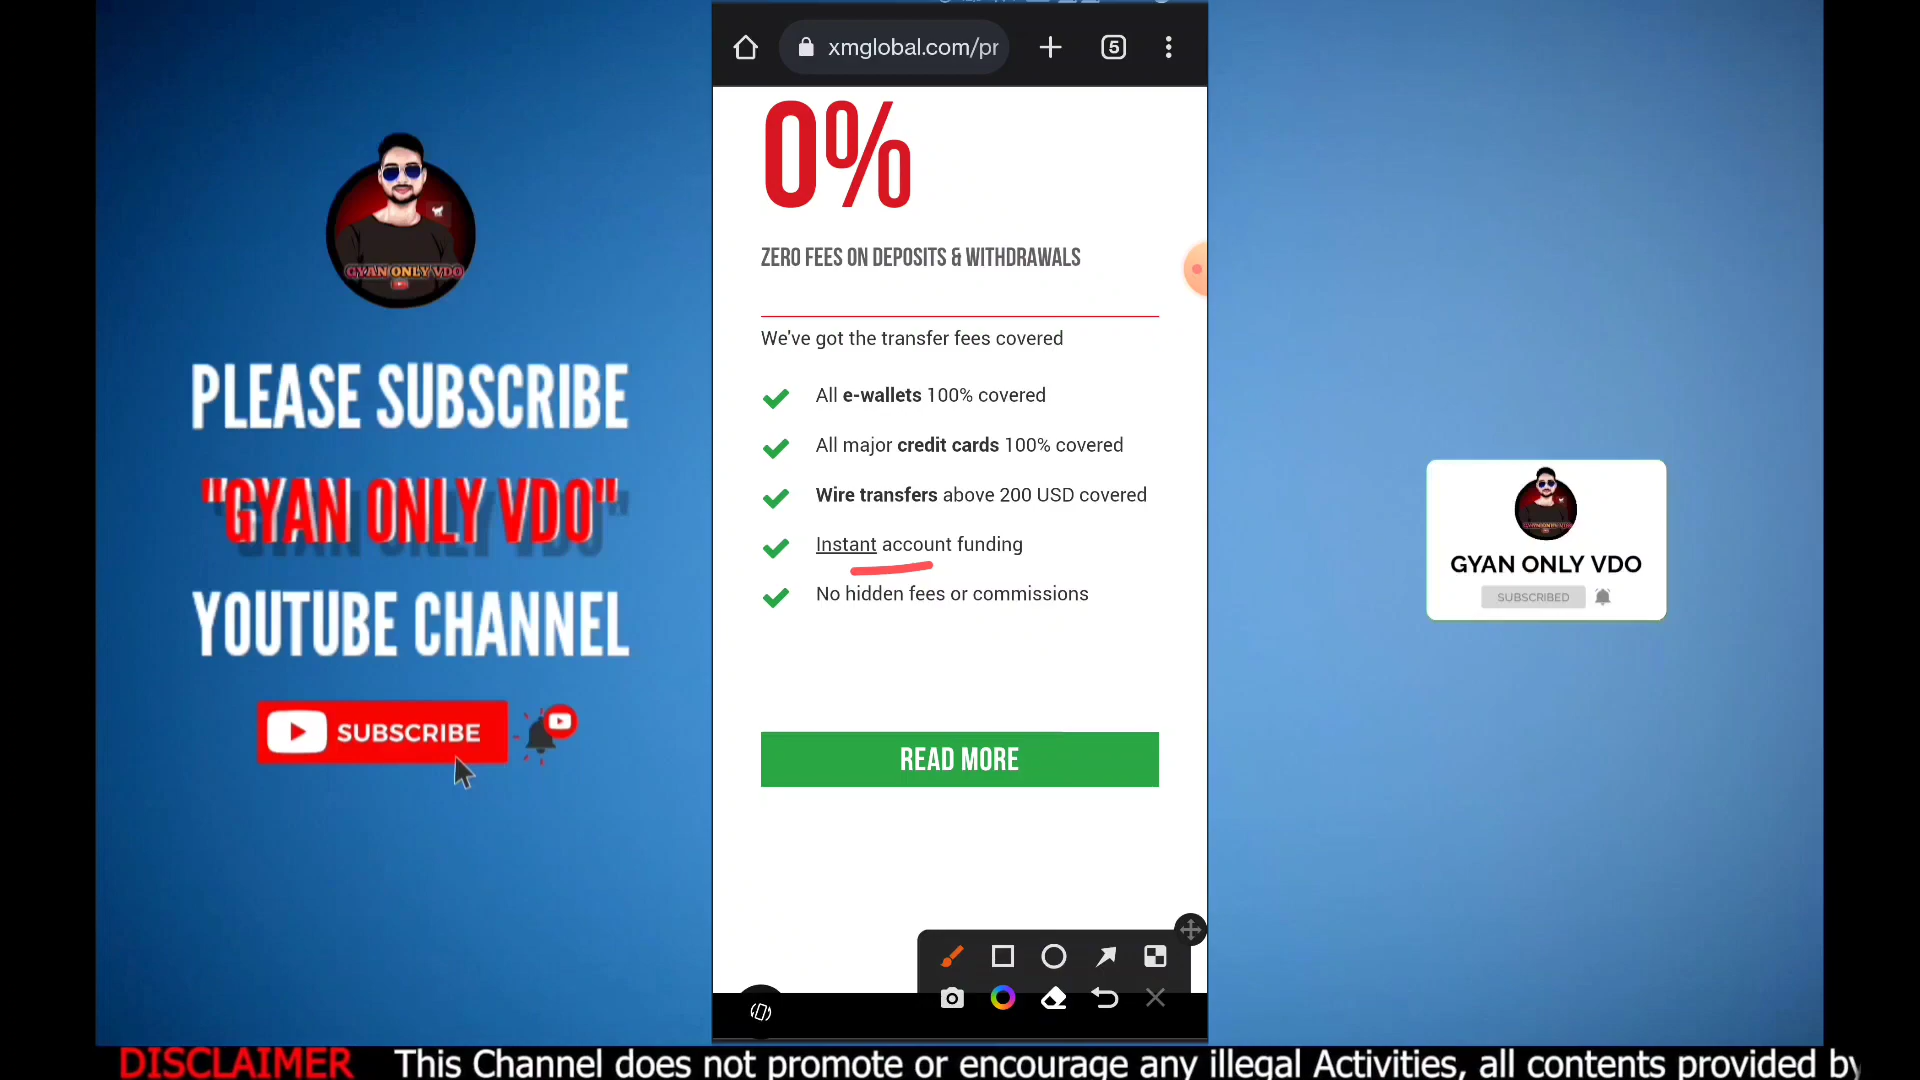 GYAN ONLY VDO
PLEASE SUBSCRIBE
"GYAN ONLY VDO"
YOUTUBE CHANNEL
SUBSCRIBE
xmglobal.com/pr
5
0%
ZERO FEES ON DEPOSITS & WITHDRAWALS
We've got the transfer fees covered
All e-wallets 100% covered
All major credit cards 100% covered
Wire transfers above 200 USD covered
Instant account funding
No hidden fees or commissions
READ MORE
GYAN ONLY VDO
SUBSCRIBED
DISCLAIMER This Channel does not promote or encourage any illegal Activities, all contents provided by